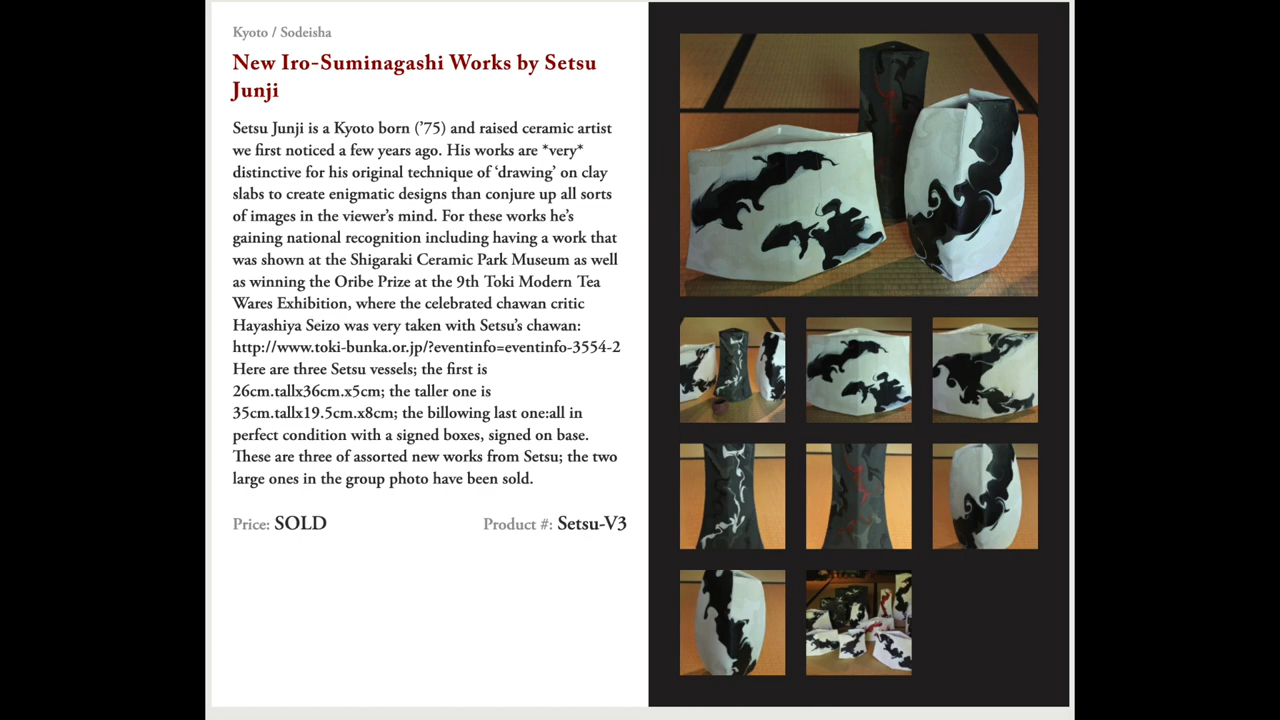 Kyoto / Sodeisha
New Iro-Suminagashi Works by Setsu
Junji
Setsu Junji is a Kyoto born ('75) and raised ceramic artist
we first noticed a few years ago. His works are *very*
distinctive for his original technique of ‘drawing’ on clay
slabs to create enigmatic designs than conjure up all sorts
of images in the viewer’s mind. For these works he’s
gaining national recognition including having a work that
was shown at the Shigaraki Ceramic Park Museum as well
as winning the Oribe Prize at the 9th Toki Modern Tea
Wares Exhibition, where the celebrated chawan critic
Hayashiya Seizo was very taken with Setsu’s chawan:
http://www.toki-bunka.or.jp/?eventinfo=eventinfo-3554-2
Here are three Setsu vessels; the first is
26cm.tallx36cm.x5cm; the taller one is
35cm.tallx19.5cm.x8cm; the billowing last one:all in
perfect condition with a signed boxes, signed on base.
These are three of assorted new works from Setsu; the two
large ones in the group photo have been sold.
Price: SOLD Product #: Setsu-V3